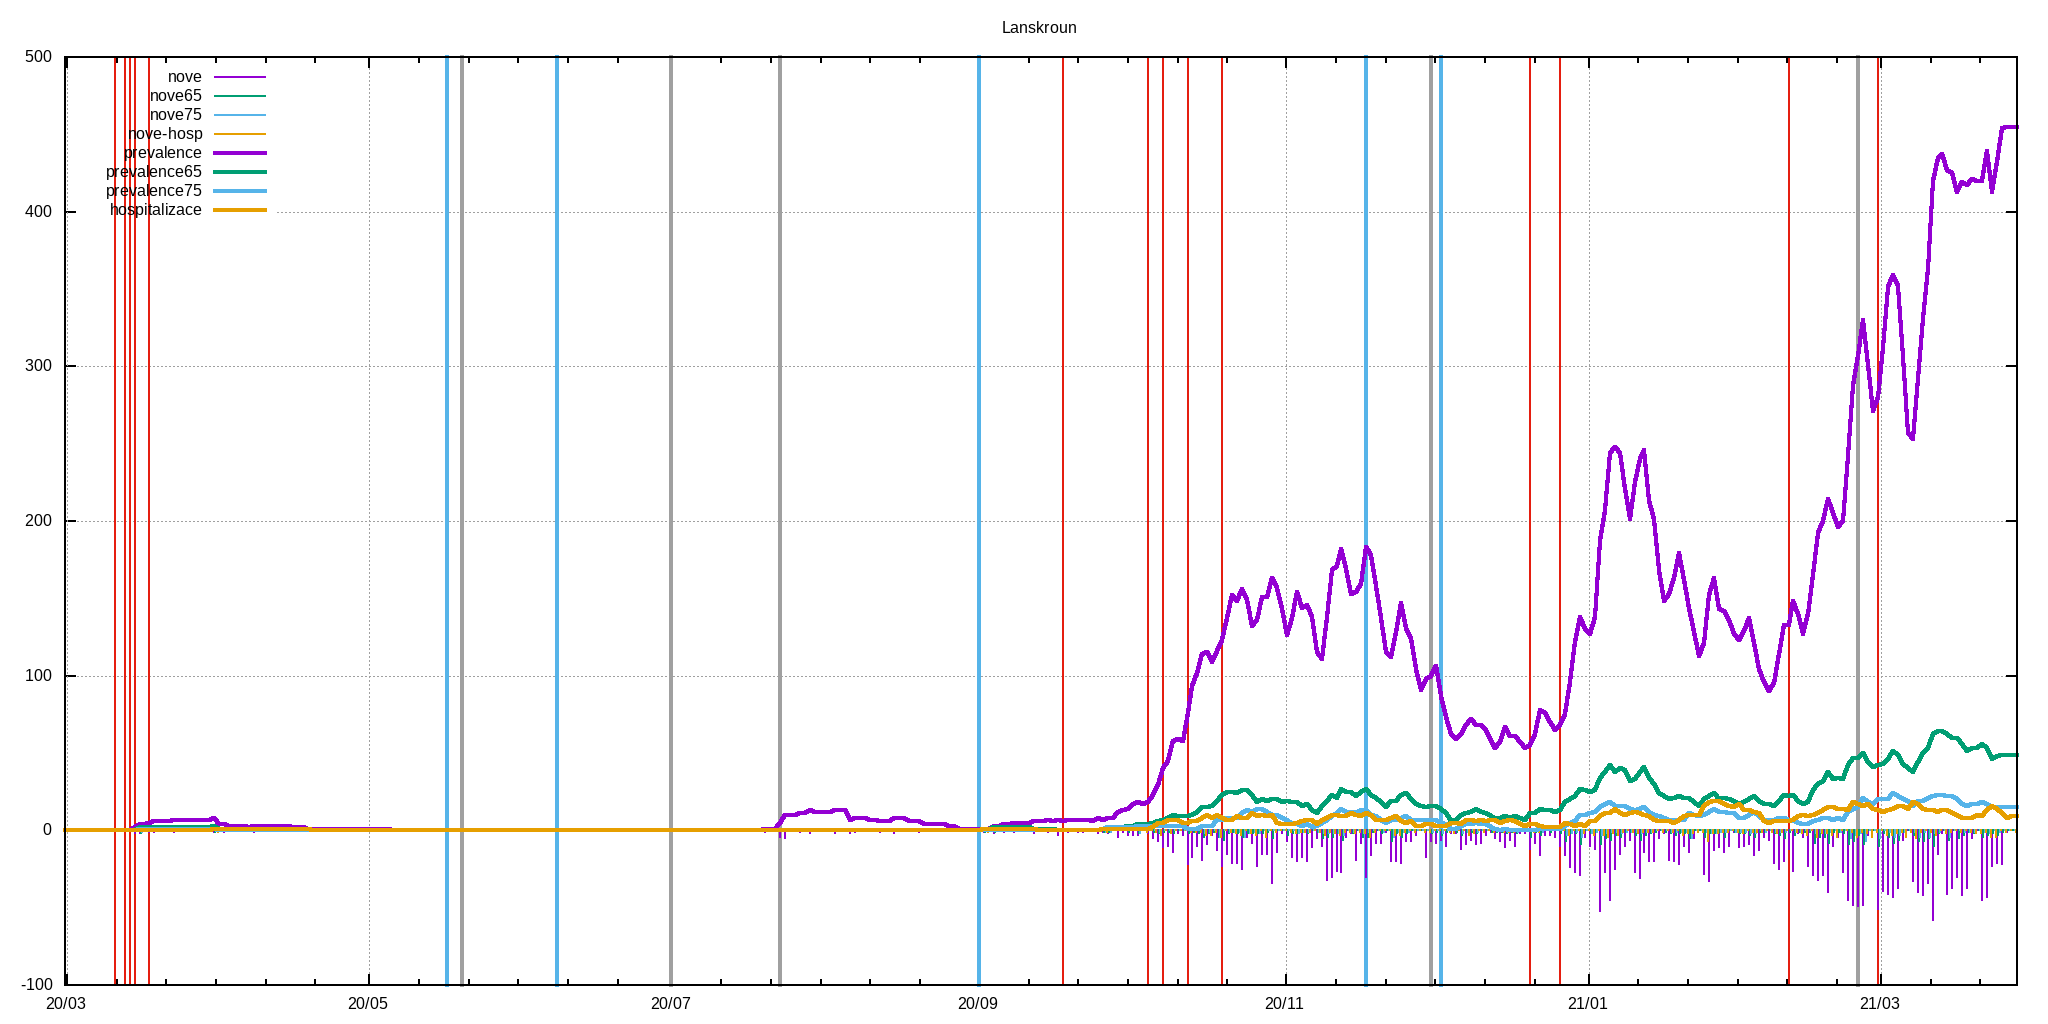 Lanskroun
500
nove
nove65
nove75
nove-hosp
prevalence
prevalence65
prevalence75
hospitalizace
400
300
200
100
0
-100
20/03 20/05 20/07 20/09 20/11 21/01 21/03